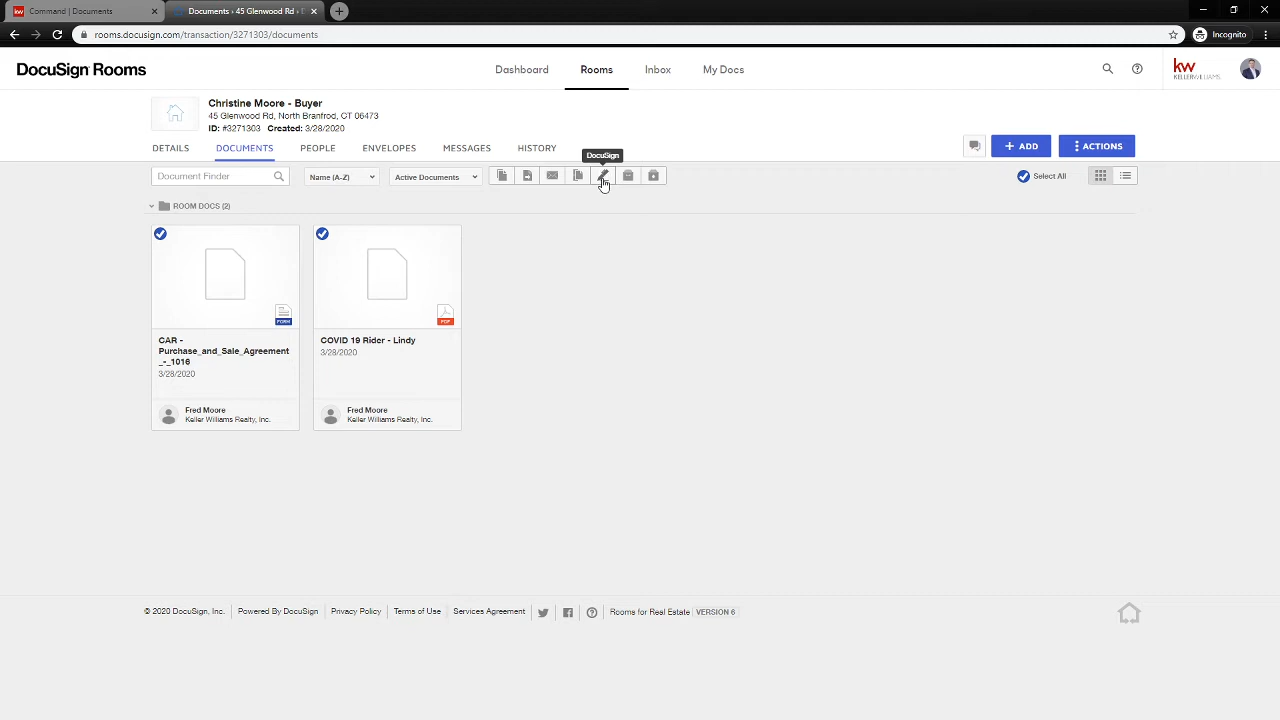 Command | Documents
Documents › 45 Glenwood Rd › E
Incognito
rooms.docusign.com/transaction/3271303/documents
DocuSign Rooms
Dashboard
Rooms
Inbox
My Docs
kw
KELLERWILLIAMS.
Christine Moore - Buyer
45 Glenwood Rd, North Branfrod, CT 06473
ID: #3271303 Created: 3/28/2020
DETAILS
DOCUMENTS
PEOPLE
ENVELOPES
MESSAGES
HISTORY
+ ADD
ACTIONS
DocuSign
Document Finder
Name (A-Z)
Active Documents
Select All
ROOM DOCS (2)
FORM
PDF
CAR -
Purchase_and_Sale_Agreement
_-_1016
3/28/2020
Fred Moore
Keller Williams Realty, Inc.
COVID 19 Rider - Lindy
3/28/2020
Fred Moore
Keller Williams Realty, Inc.
© 2020 DocuSign, Inc.
Powered By DocuSign
Privacy Policy
Terms of Use
Services Agreement
Rooms for Real Estate VERSION 6